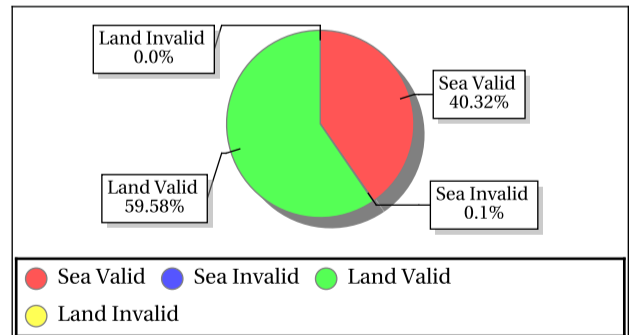 Land Invalid
0.0%
Sea Valid
40.32%
Land Valid
59.58%
Sea Invalid
0.1%
Sea Valid Sea Invalid Land Valid
Land Invalid